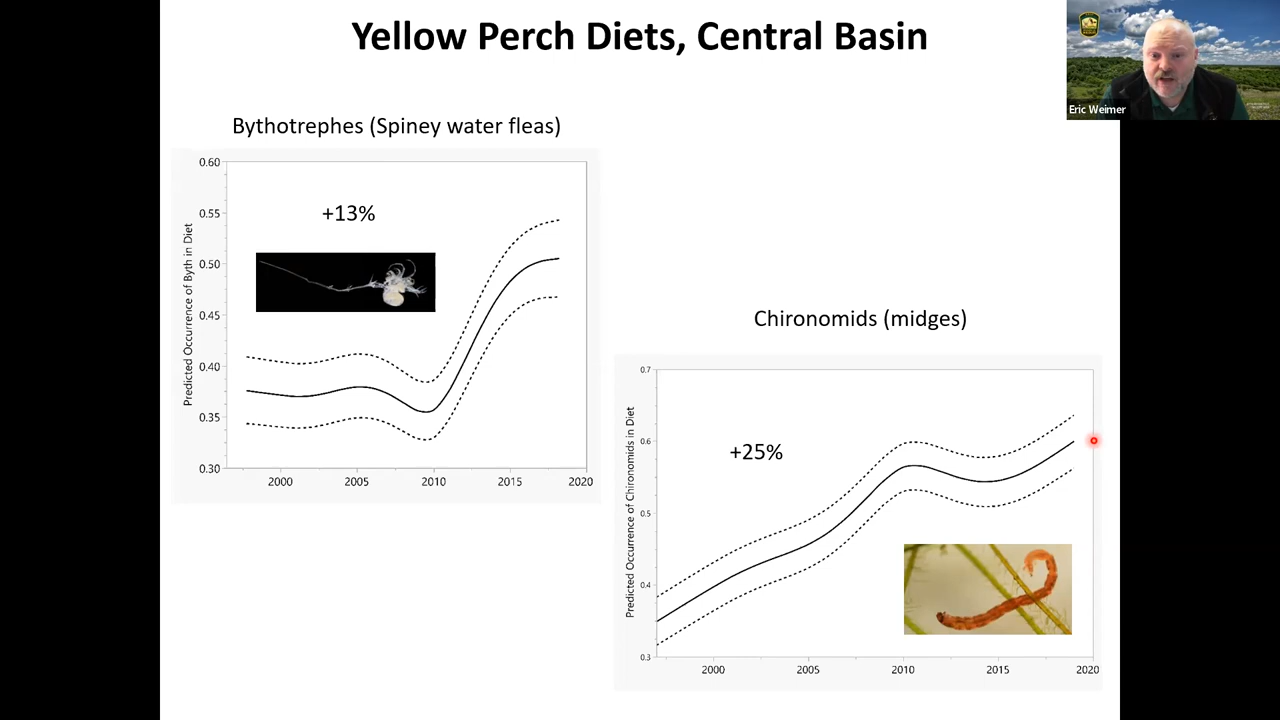 Yellow Perch Diets, Central Basin
Eric Weimer
Bythotrephes (Spiney water fleas)
Predicted Occurrence of Byth in Diet
0.60
0.55
0.50
0.45
0.40
0.35
0.30
+13%
2000 2005 2010 2015 2020
Chironomids (midges)
Predicted Occurrence of Chironomids in Diet
0.7
0.6
0.5
0.4
0.3
+25%
2000 2005 2010 2015 2020